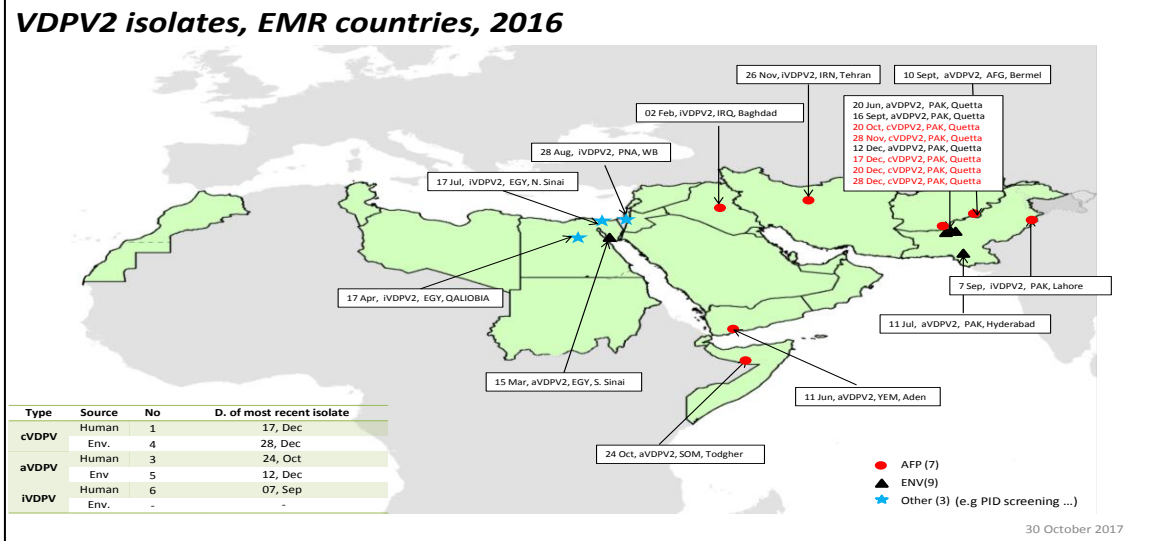 VDPV2 isolates, EMR countries, 2016
26 Nov, iVDPV2, IRN, Tehran
10 Sept, aVDPV2, AFG, Bermel
02 Feb, iVDPV2, IRQ, Baghdad
20 Jun, aVDPV2, PAK, Quetta
16 Sept, aVDPV2, PAK, Quetta
20 Oct, cVDPV2, PAK, Quetta
28 Nov, cVDPV2, PAK, Quetta
12 Dec, aVDPV2, PAK, Quetta
17 Dec, cVDPV2, PAK, Quetta
20 Dec, cVDPV2, PAK, Quetta
28 Dec, cVDPV2, PAK, Quetta
28 Aug, iVDPV2, PNA, WB
17 Jul, iVDPV2, EGY, N. Sinai
17 Apr, iVDPV2, EGY, QALIOBIA
7 Sep, iVDPV2, PAK, Lahore
11 Jul, aVDPV2, PAK, Hyderabad
15 Mar, aVDPV2, EGY, S. Sinai
11 Jun, aVDPV2, YEM, Aden
24 Oct, aVDPV2, SOM, Todgher
Type Source No D. of most recent isolate
cVDPV Human 1 17, Dec
Env. 4 28, Dec
aVDPV Human 3 24, Oct
Env 5 12, Dec
iVDPV Human 6 07, Sep
Env. - -
AFP (7)
ENV(9)
Other (3) (e.g PID screening ...)
30 October 2017